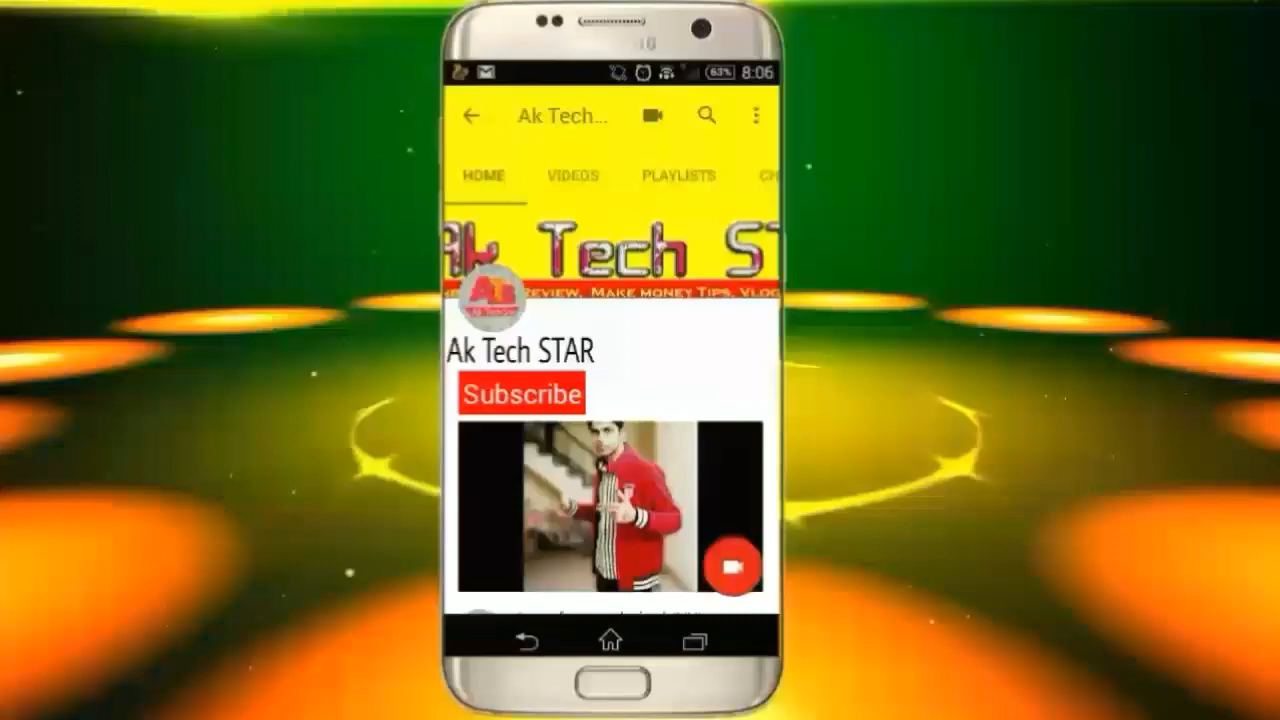 63% 8:06
Ak Tech...
HOME VIDEOS PLAYLISTS CH
Ak Tech ST
REVIEW, MAKE MONEY TIPS, VLOG
Ak Tech STAR
Subscribe